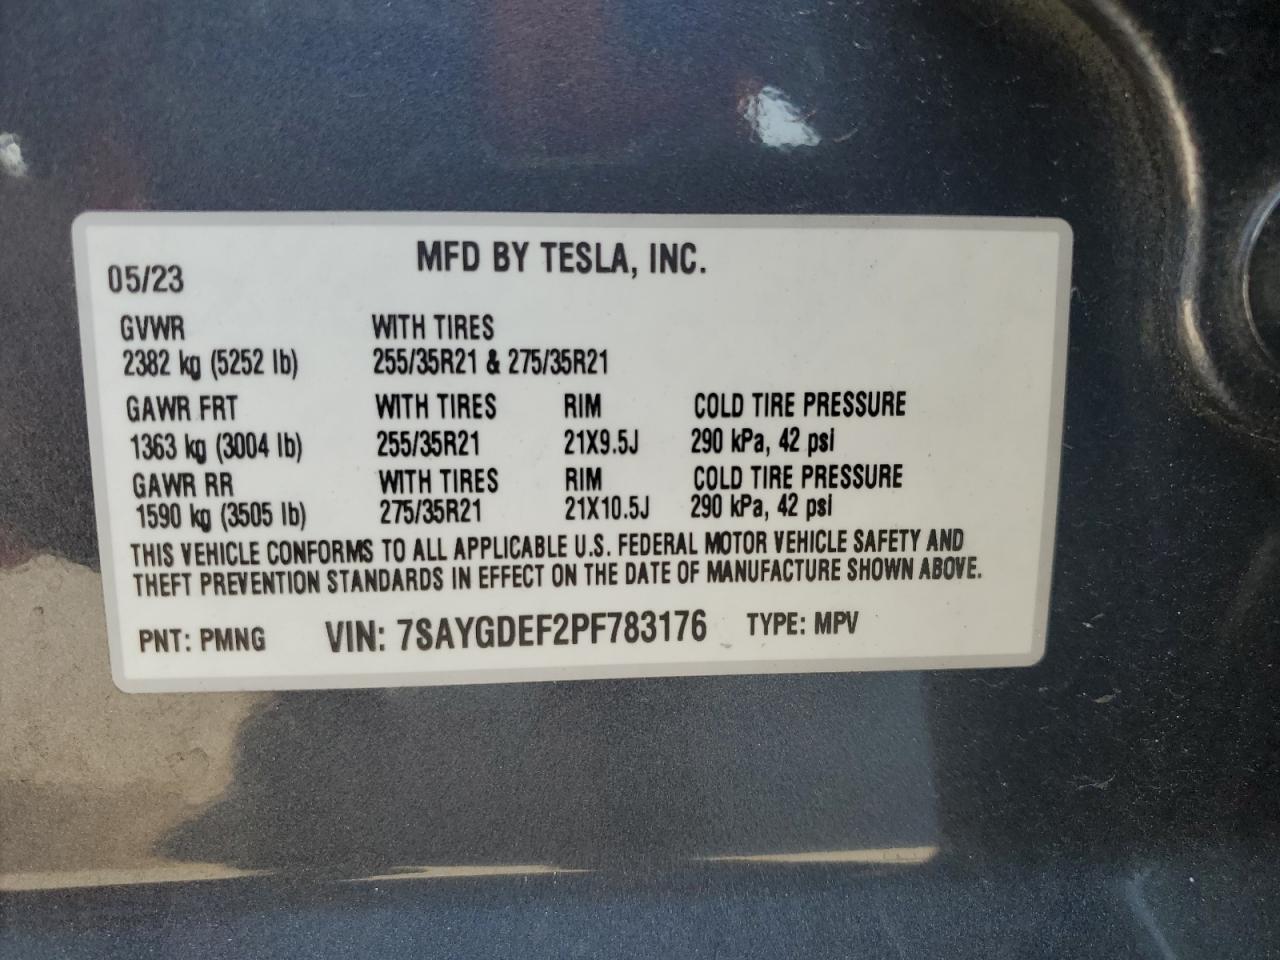 MFD BY TESLA, INC.
05/23
GVWR WITH TIRES
2382 kg (5252 lb) 255/35R21 & 275/35R21
GAWR FRT WITH TIRES RIM COLD TIRE PRESSURE
1363 kg (3004 lb) 255/35R21 21X9.5J 290 kPa, 42 psi
GAWR RR WITH TIRES RIM COLD TIRE PRESSURE
1590 kg (3505 lb) 275/35R21 21X10.5J 290 kPa, 42 psi
THIS VEHICLE CONFORMS TO ALL APPLICABLE U.S. FEDERAL MOTOR VEHICLE SAFETY AND
THEFT PREVENTION STANDARDS IN EFFECT ON THE DATE OF MANUFACTURE SHOWN ABOVE.
PNT: PMNG VIN: 7SAYGDEF2PF783176 TYPE: MPV